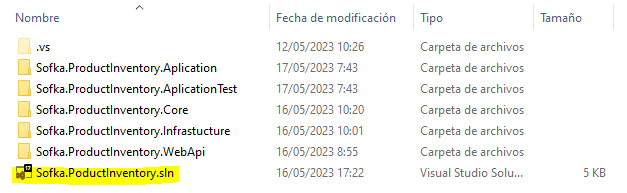 Nombre Fecha de modificación Tipo Tamaño
.vs 12/05/2023 10:26 Carpeta de archivos
Sofka.ProductInventory.Aplication 17/05/2023 7:43 Carpeta de archivos
Sofka.ProductInventory.AplicationTest 17/05/2023 7:43 Carpeta de archivos
Sofka.ProductInventory.Core 16/05/2023 10:20 Carpeta de archivos
Sofka.ProductInventory.Infrastucture 16/05/2023 10:01 Carpeta de archivos
Sofka.ProductInventory.WebApi 16/05/2023 8:55 Carpeta de archivos
Sofka.PoductInventory.sln 16/05/2023 17:22 Visual Studio Solu... 5 KB